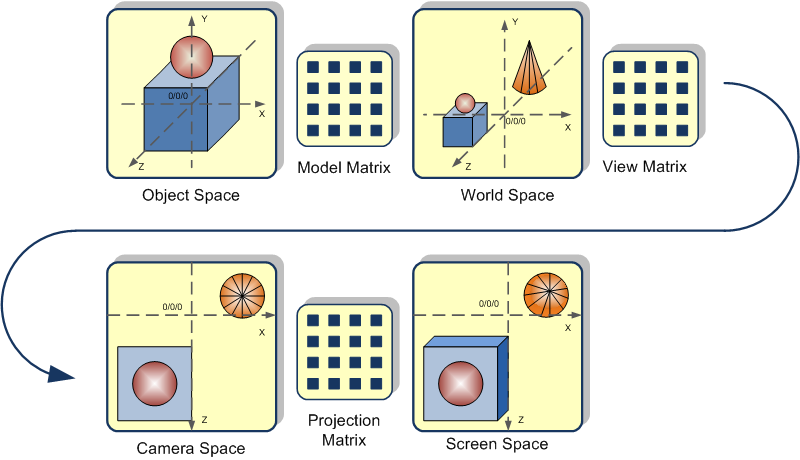 Y
0/0/0
X
Z
Object Space
Model Matrix
Y
0/0/0
X
Z
World Space
View Matrix
0/0/0
X
Z
Camera Space
Projection
Matrix
0/0/0
X
Z
Screen Space